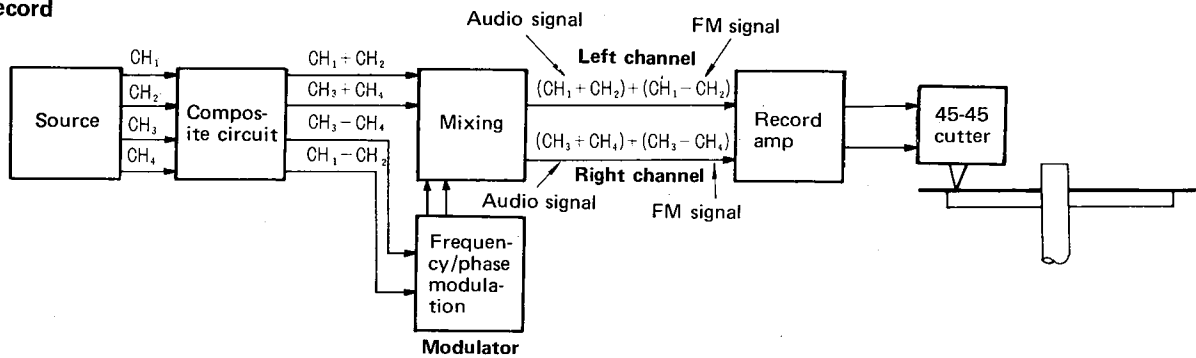 ecord
Audio signal
FM signal
Left channel
CH₁
CH₂
CH₃
CH₄
CH₁+CH₂
CH₃+CH₄
CH₃−CH₄
CH₁−CH₂
(CH₁+CH₂)+(CH₁−CH₂)
(CH₃+CH₄)+(CH₃−CH₄)
Source
Compos-
ite circuit
Mixing
Record
amp
45-45
cutter
Right channel
Audio signal
FM signal
Frequen-
cy/phase
modula-
tion
Modulator